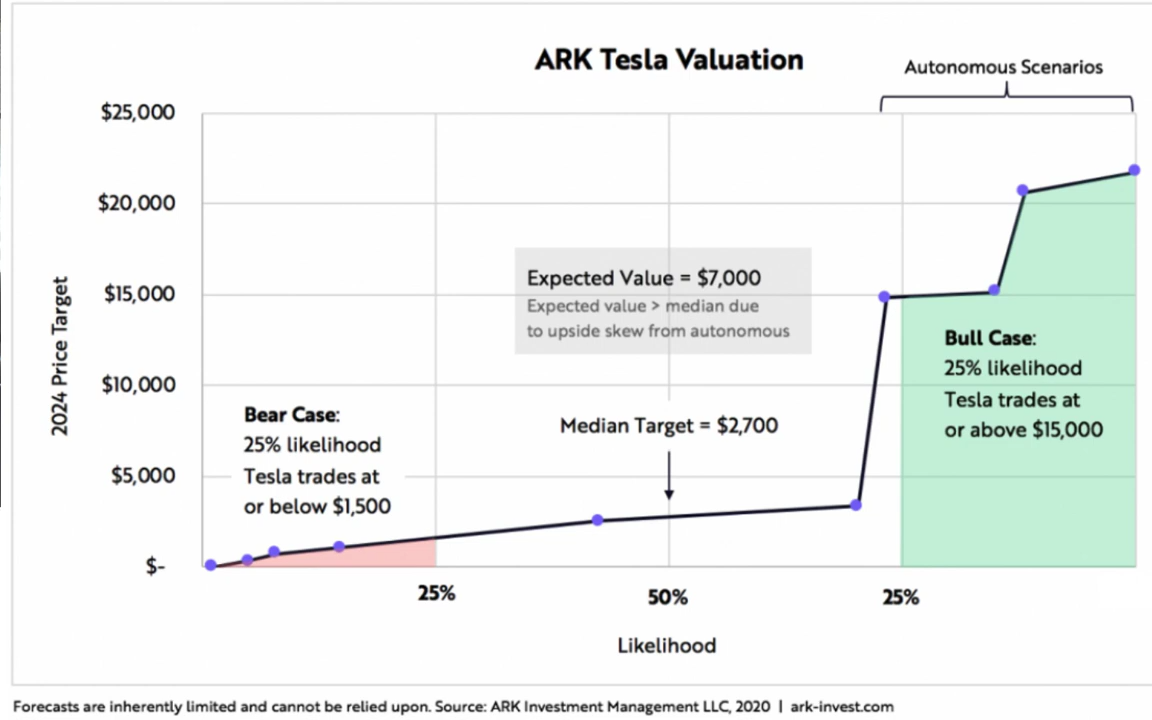 ARK Tesla Valuation
Autonomous Scenarios
$25,000
$20,000
$15,000
$10,000
$5,000
$-
2024 Price Target
Expected Value = $7,000
Expected value > median due
to upside skew from autonomous
Median Target = $2,700
Bear Case:
25% likelihood
Tesla trades at
or below $1,500
Bull Case:
25% likelihood
Tesla trades at
or above $15,000
25%
50%
25%
Likelihood
Forecasts are inherently limited and cannot be relied upon. Source: ARK Investment Management LLC, 2020 | ark-invest.com